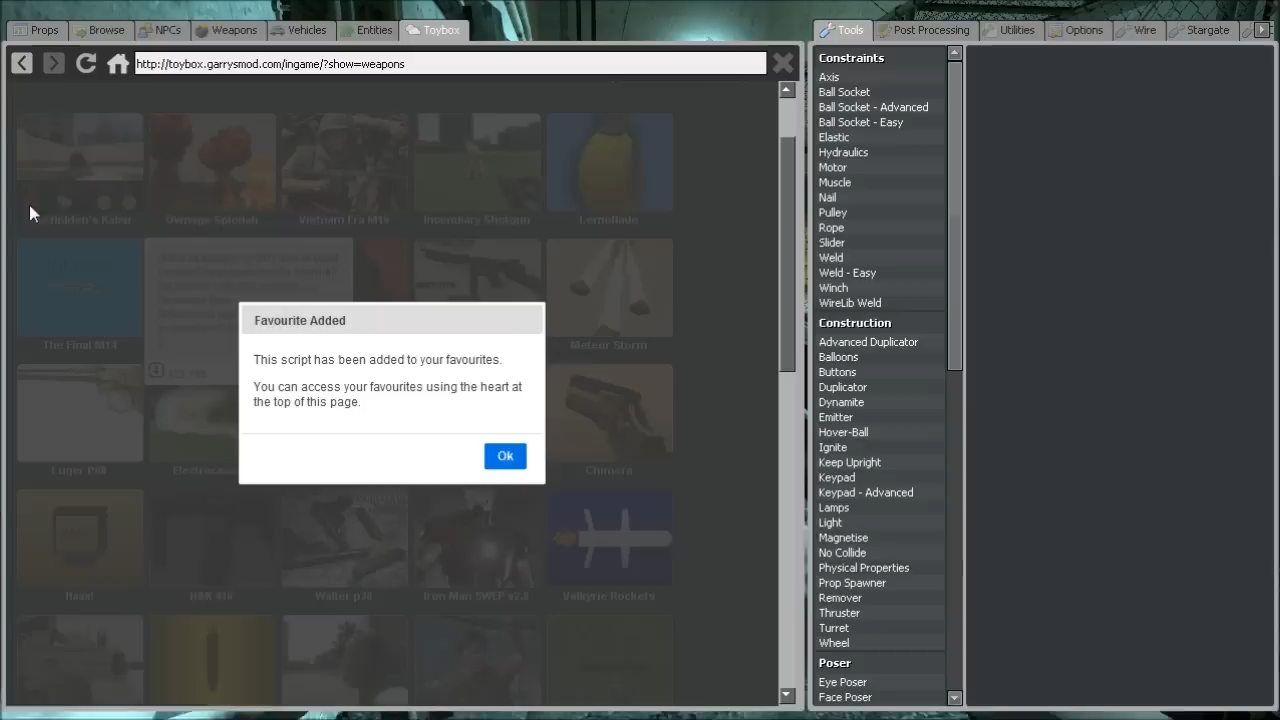 Props
Browse
NPCs
Weapons
Vehicles
Entities
Toybox
Tools
Post Processing
Utilities
Options
Wire
Stargate
http://toybox.garrysmod.com/ingame/?show=weapons
Ownage Spiedah
Vietnam Era M16
Incendiary Shotgun
Lemonade
The Final MT4
Meteor Storm
Luger P08
Chimera
Favourite Added
This script has been added to your favourites.
You can access your favourites using the heart at
the top of this page.
Ok
HBK 416
Walter p38
Iron Man SWEP v2.8
Valkyrie Rockets
Constraints
Axis
Ball Socket
Ball Socket - Advanced
Ball Socket - Easy
Elastic
Hydraulics
Motor
Muscle
Nail
Pulley
Rope
Slider
Weld
Weld - Easy
Winch
WireLib Weld
Construction
Advanced Duplicator
Balloons
Buttons
Duplicator
Dynamite
Emitter
Hover-Ball
Ignite
Keep Upright
Keypad
Keypad - Advanced
Lamps
Light
Magnetise
No Collide
Physical Properties
Prop Spawner
Remover
Thruster
Turret
Wheel
Poser
Eye Poser
Face Poser